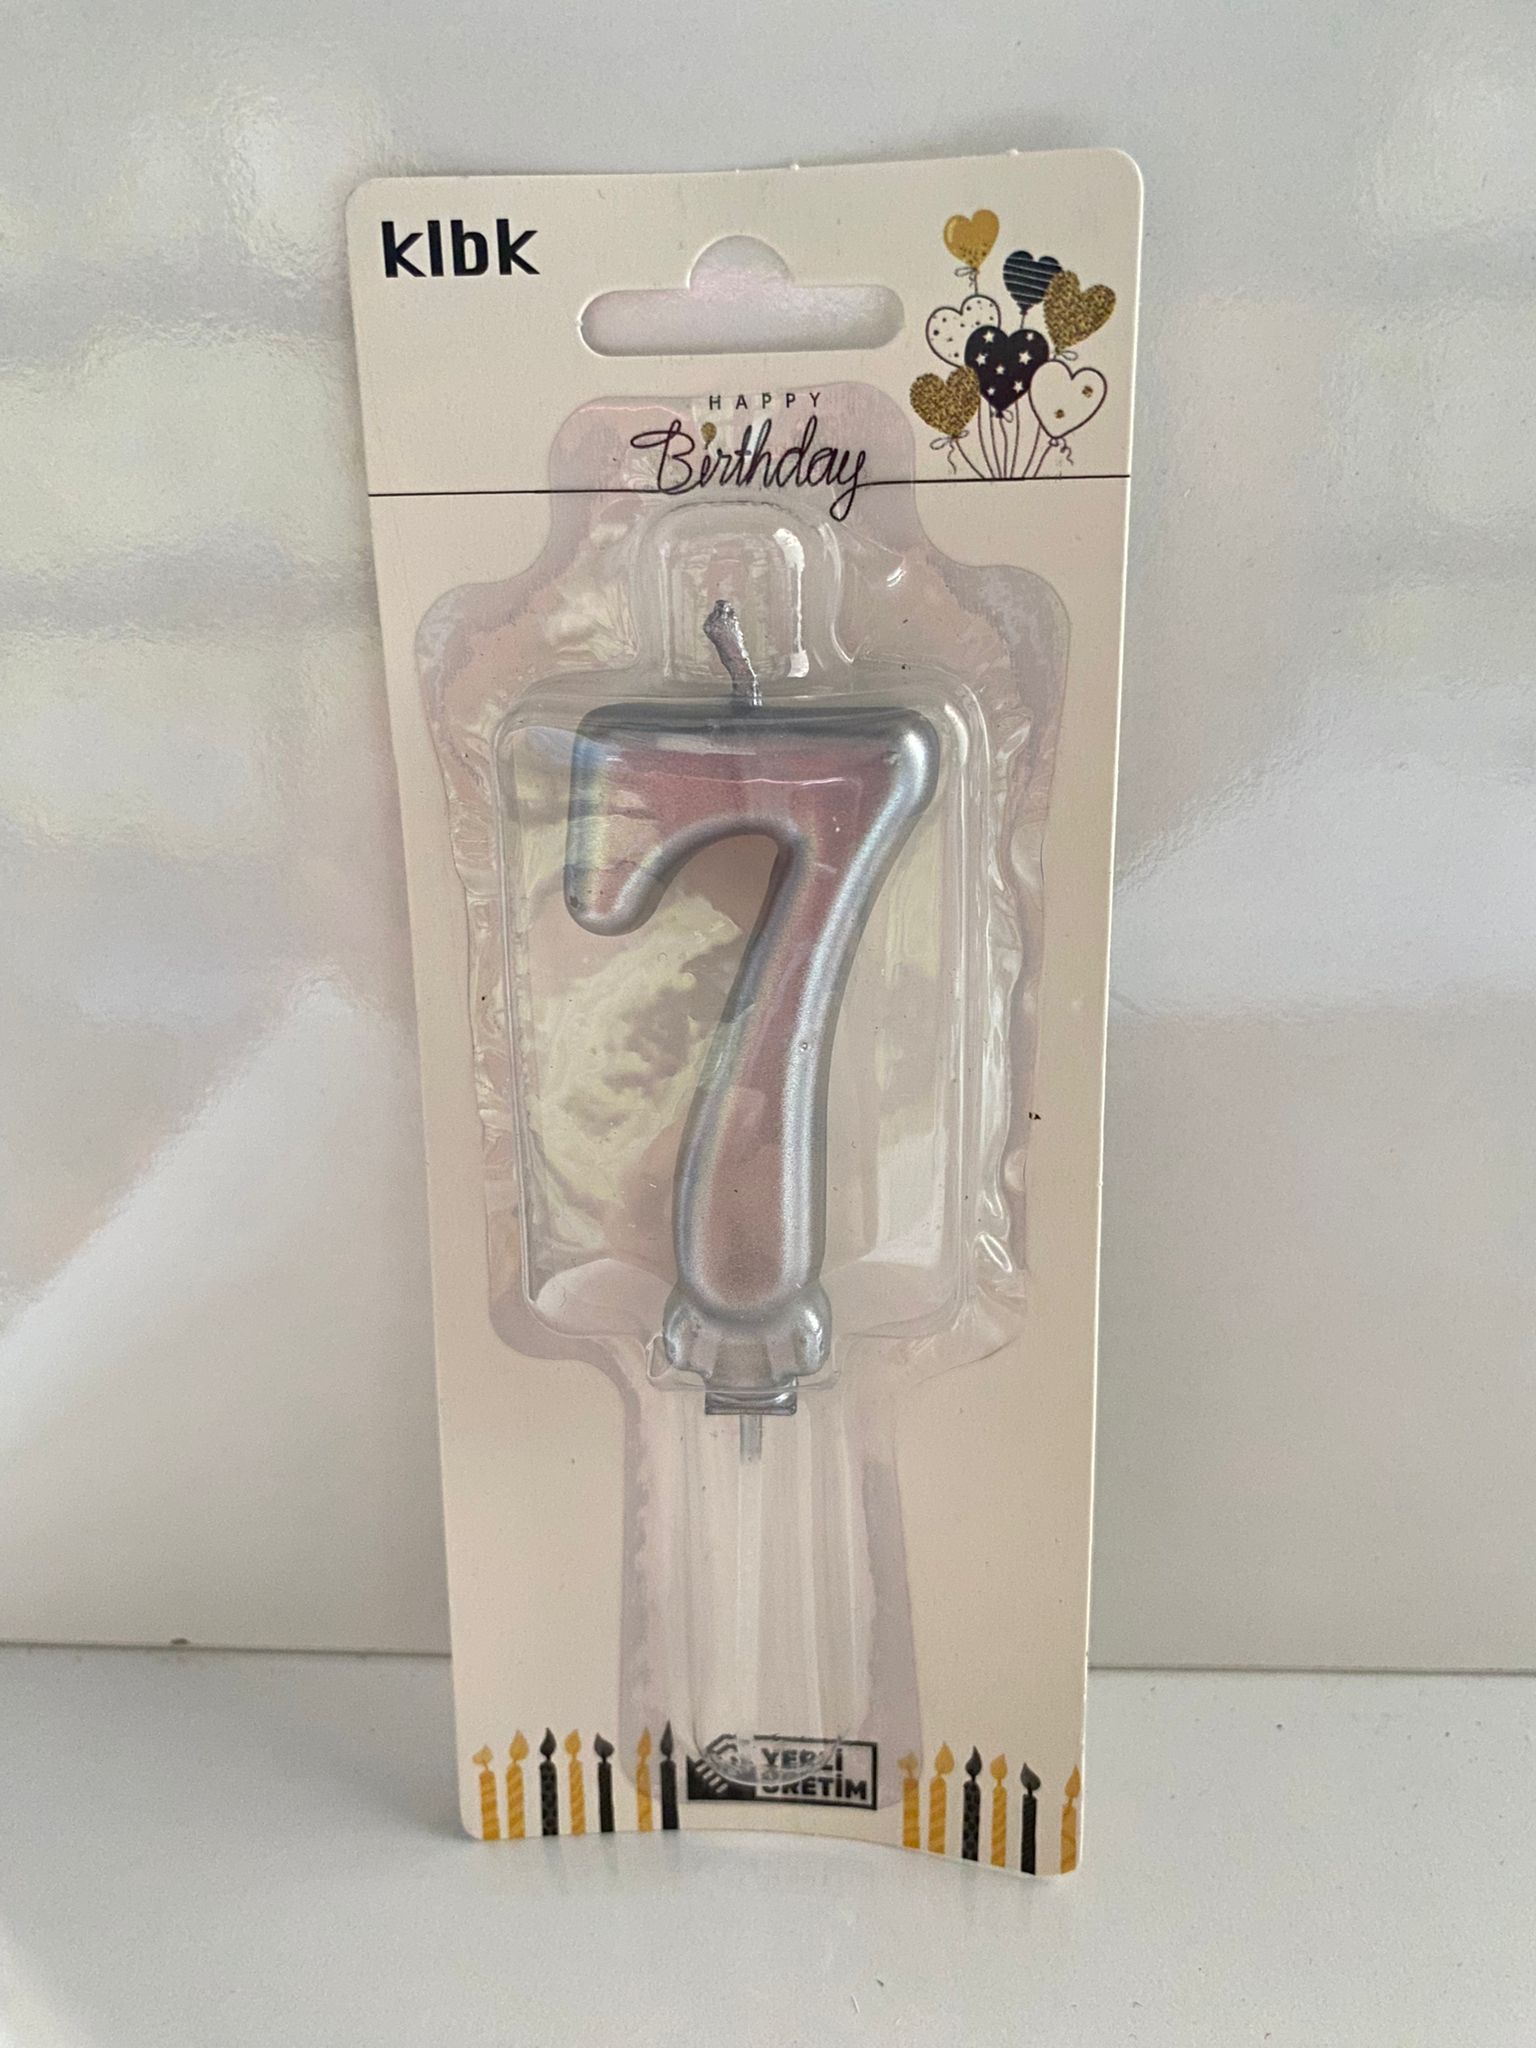 klbk
HAPPY
Birthday
7
YERLİ
ÜRETİM